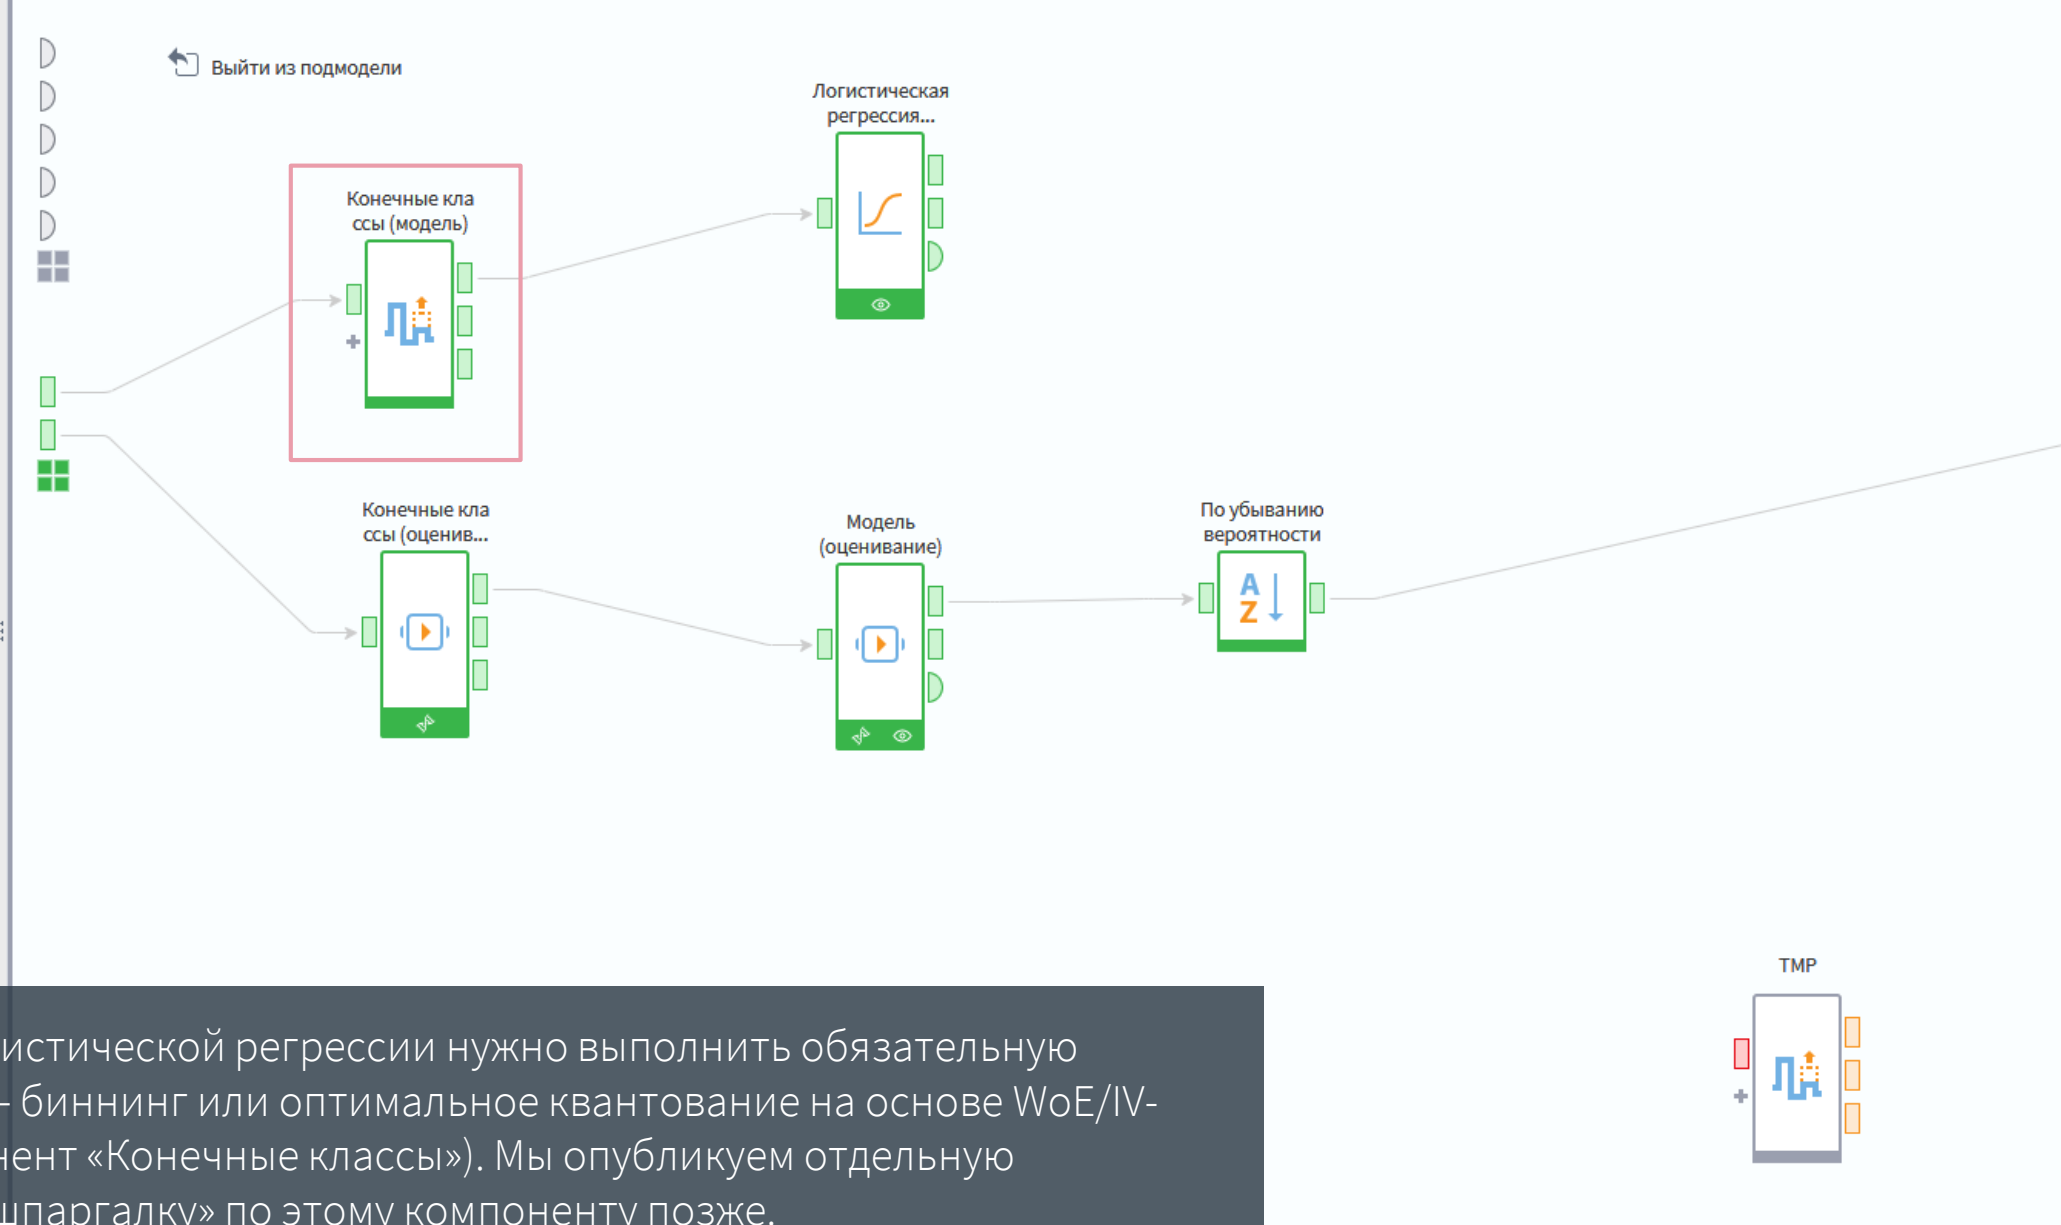 Выйти из подмодели
Логистическая
регрессия...
Конечные кла
ссы (модель)
Конечные кла
ссы (оценив...
Модель
(оценивание)
По убыванию
вероятности
A
Z
TMP
истической регрессии нужно выполнить обязательную
- биннинг или оптимальное квантование на основе WoE/IV-
нент «Конечные классы»). Мы опубликуем отдельную
шпаргалку» по этому компоненту позже.